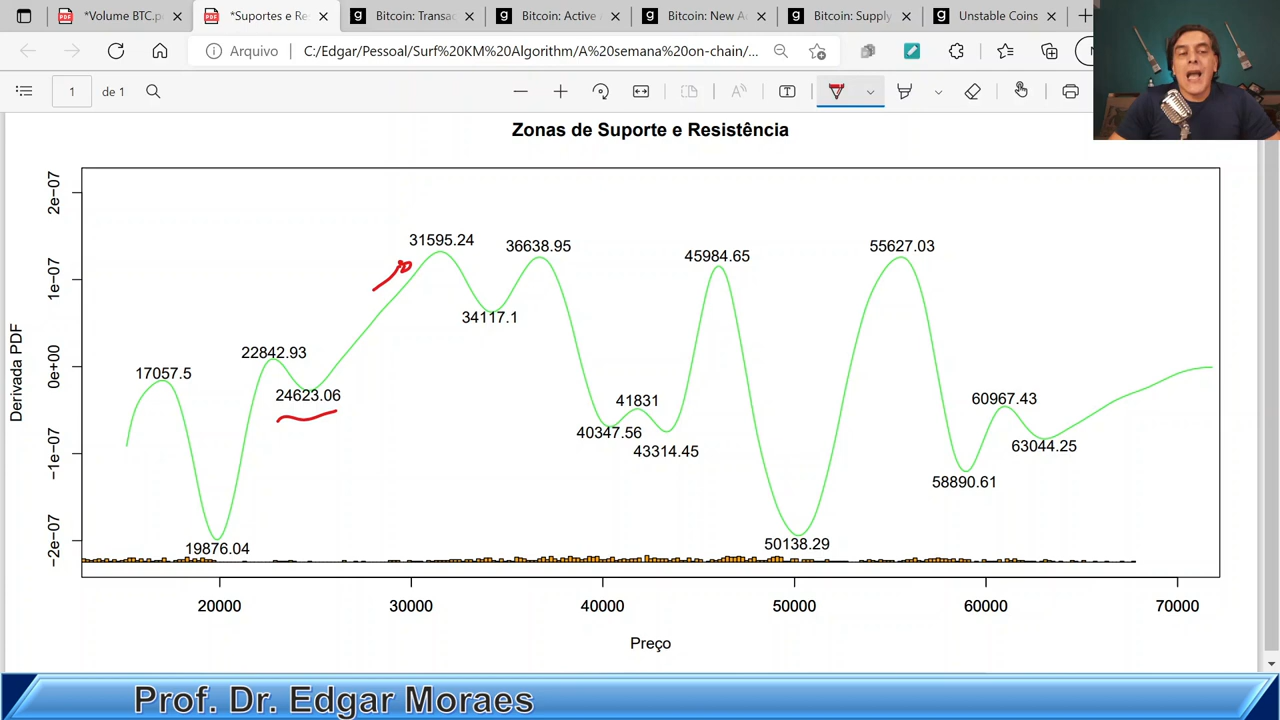 *Volume BTC.p
*Suportes e Res
Bitcoin: Transac
Bitcoin: Active A
Bitcoin: New Ad
Bitcoin: Supply
Unstable Coins
Arquivo
C:/Edgar/Pessoal/Surf%20KM%20Algorithm/A%20semana%20on-chain/...
1
de 1
Zonas de Suporte e Resistência
Derivada PDF
2e−07
1e−07
0e+00
−1e−07
−2e−07
31595.24
36638.95
45984.65
55627.03
34117.1
22842.93
17057.5
24623.06
41831
60967.43
40347.56
43314.45
63044.25
58890.61
19876.04
50138.29
20000
30000
40000
50000
60000
70000
Preço
Prof. Dr. Edgar Moraes